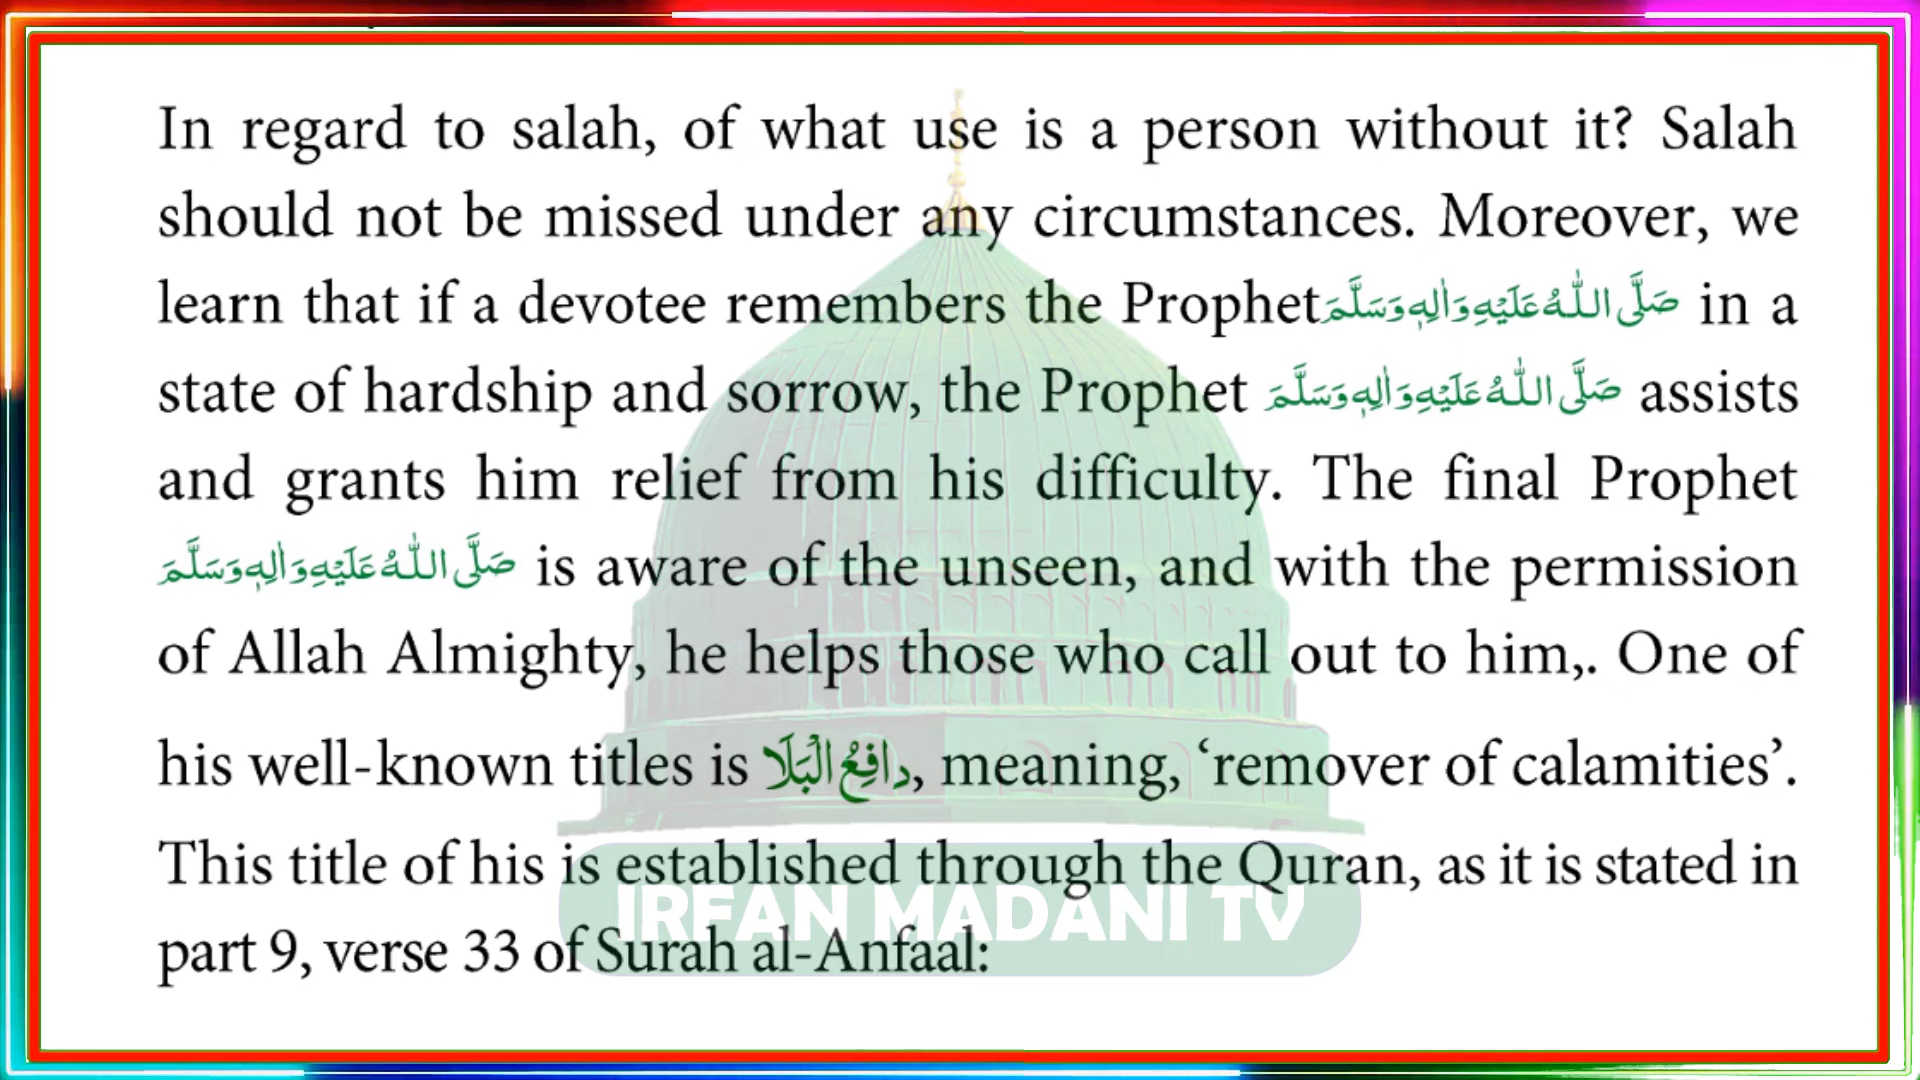 In regard to salah, of what use is a person without it? Salah
should not be missed under any circumstances. Moreover, we
learn that if a devotee remembers the Prophet صَلَّى اللّٰهُ عَلَيْهِ وَاٰلِهٖ وَسَلَّمَ in a
state of hardship and sorrow, the Prophet صَلَّى اللّٰهُ عَلَيْهِ وَاٰلِهٖ وَسَلَّمَ assists
and grants him relief from his difficulty. The final Prophet
صَلَّى اللّٰهُ عَلَيْهِ وَاٰلِهٖ وَسَلَّمَ is aware of the unseen, and with the permission
of Allah Almighty, he helps those who call out to him,. One of
his well-known titles is دافِعُ الْبَلَا, meaning, ‘remover of calamities’.
This title of his is established through the Quran, as it is stated in
IRFAN MADANI TV
part 9, verse 33 of Surah al-Anfaal: